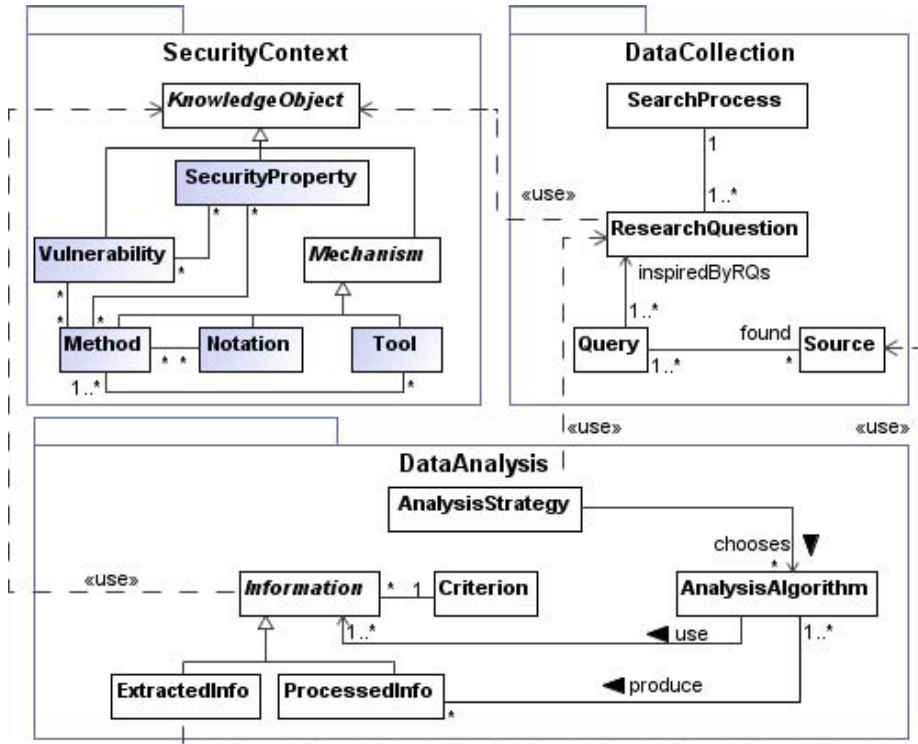 SecurityContext
KnowledgeObject
SecurityProperty
*
*
Vulnerability
*
Mechanism
*
*
*
Method
*
*
Notation
Tool
1..*
*
DataCollection
SearchProcess
1
1..*
«use»
ResearchQuestion
inspiredByRQs
1..*
Query
found
Source
1..*
*
«use»
«use»
DataAnalysis
AnalysisStrategy
chooses
*
«use»
Information
*
1
Criterion
AnalysisAlgorithm
1..*
use
1..*
ExtractedInfo
ProcessedInfo
produce
*